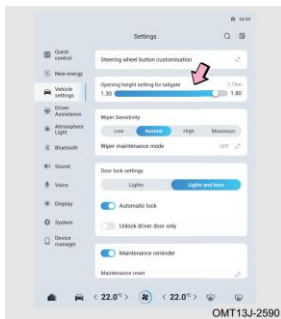 Settings
Quick
control
New energy
Vehicle
settings
Driver
Assistance
Atmosphere
Light
Bluetooth
Sound
Voice
Display
System
Device
manager
Steering wheel button customisation
Opening height setting for tailgate 1.79m
1.30 1.80
Wiper Sensitivity
Low Normal High Maximum
Wiper maintenance mode OFF
Door lock settings
Lights Lights and horn
Automatic lock
Unlock driver door only
Maintenance reminder
Maintenance reset
< 22.0℃ > < 22.0℃ >
OMT13J-2590